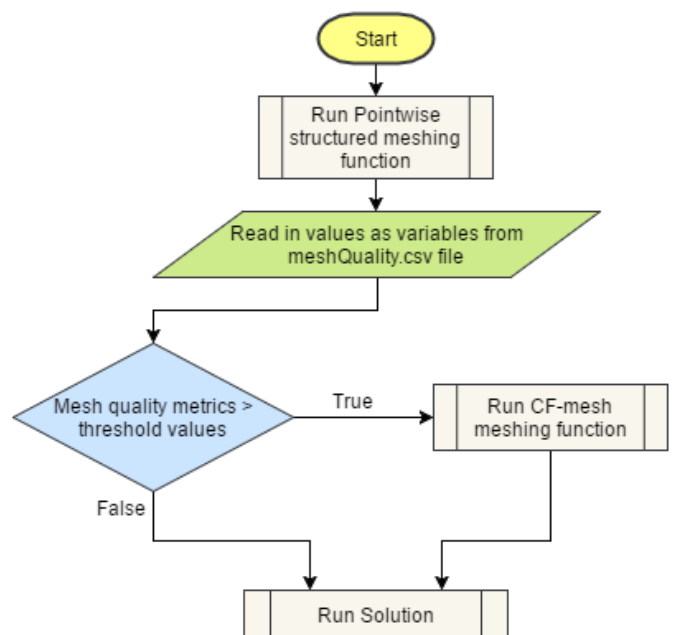 Start
Run Pointwise
structured meshing
function
Read in values as variables from
meshQuality.csv file
Mesh quality metrics >
threshold values
True
Run CF-mesh
meshing function
False
Run Solution